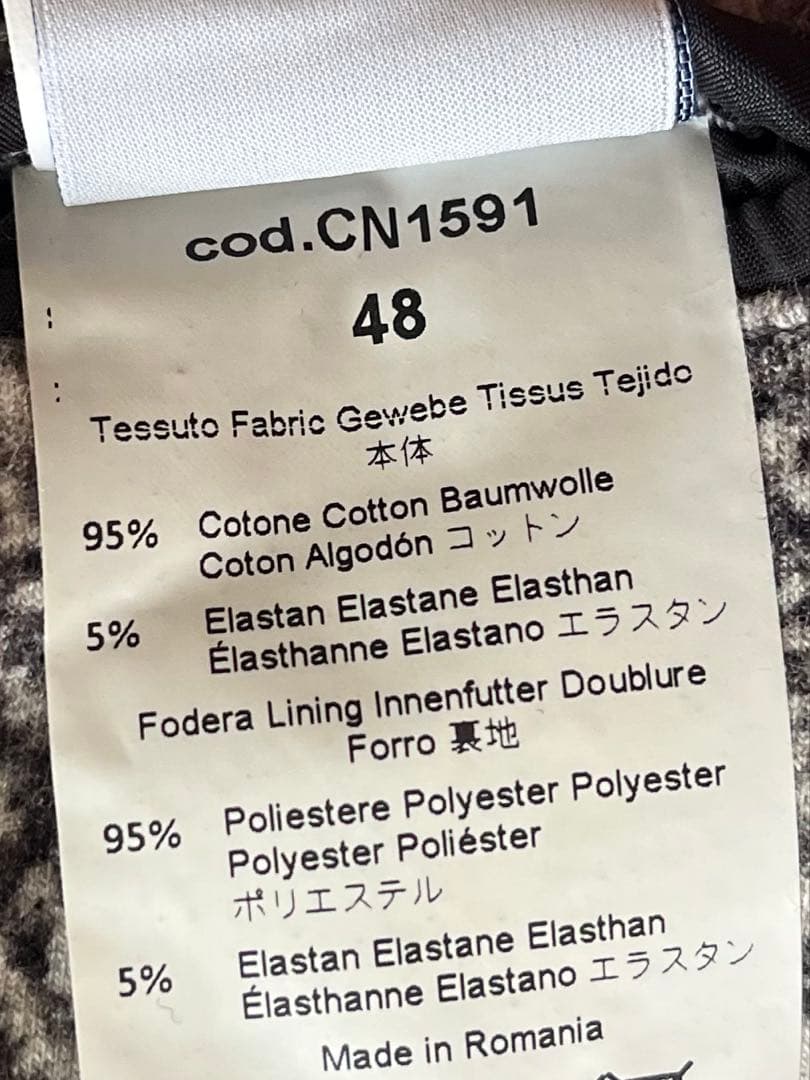 cod.CN1591
48
Tessuto Fabric Gewebe Tissus Tejido
本体
95% Cotone Cotton Baumwolle
Coton Algodón コットン
5% Elastan Elastane Elasthan
Élasthanne Elastano エラスタン
Fodera Lining Innenfutter Doublure
Forro 裏地
95% Poliestere Polyester Polyester
Polyester Poliéster
ポリエステル
5% Elastan Elastane Elasthan
Élasthanne Elastano エラスタン
Made in Romania